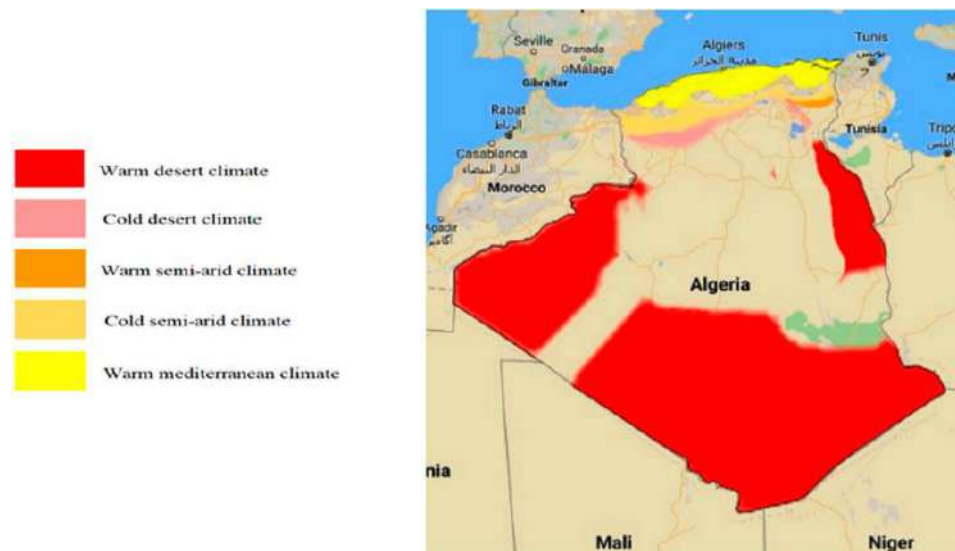 Warm desert climate
Cold desert climate
Warm semi-arid climate
Cold semi-arid climate
Warm mediterranean climate
Seville
Granada
Málaga
Gibraltar
Algiers
مدينة الجزائر
Tunis
تونس
Rabat
الرباط
Casablanca
الدار البيضاء
Morocco
Agadir
أكادير
Tunisia
Tripo
Algeria
nia
Mali
Niger